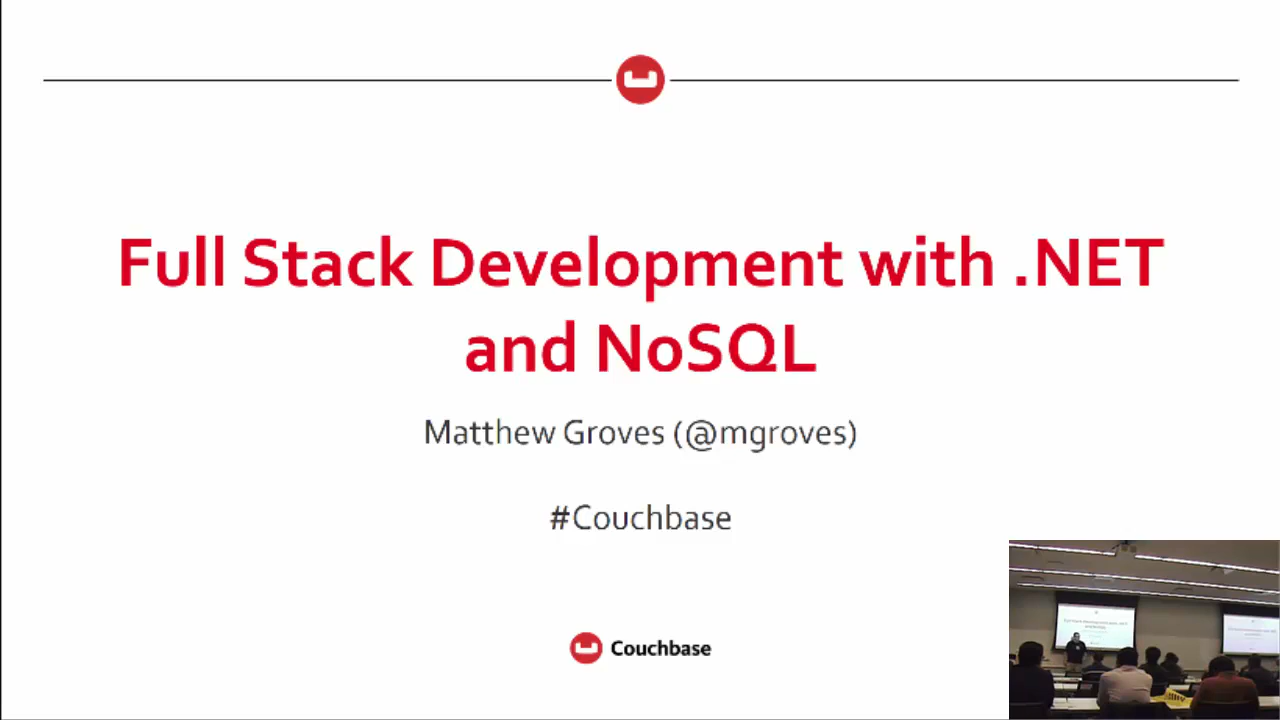 Full Stack Development with .NET
and NoSQL
Matthew Groves (@mgroves)
#Couchbase
Couchbase